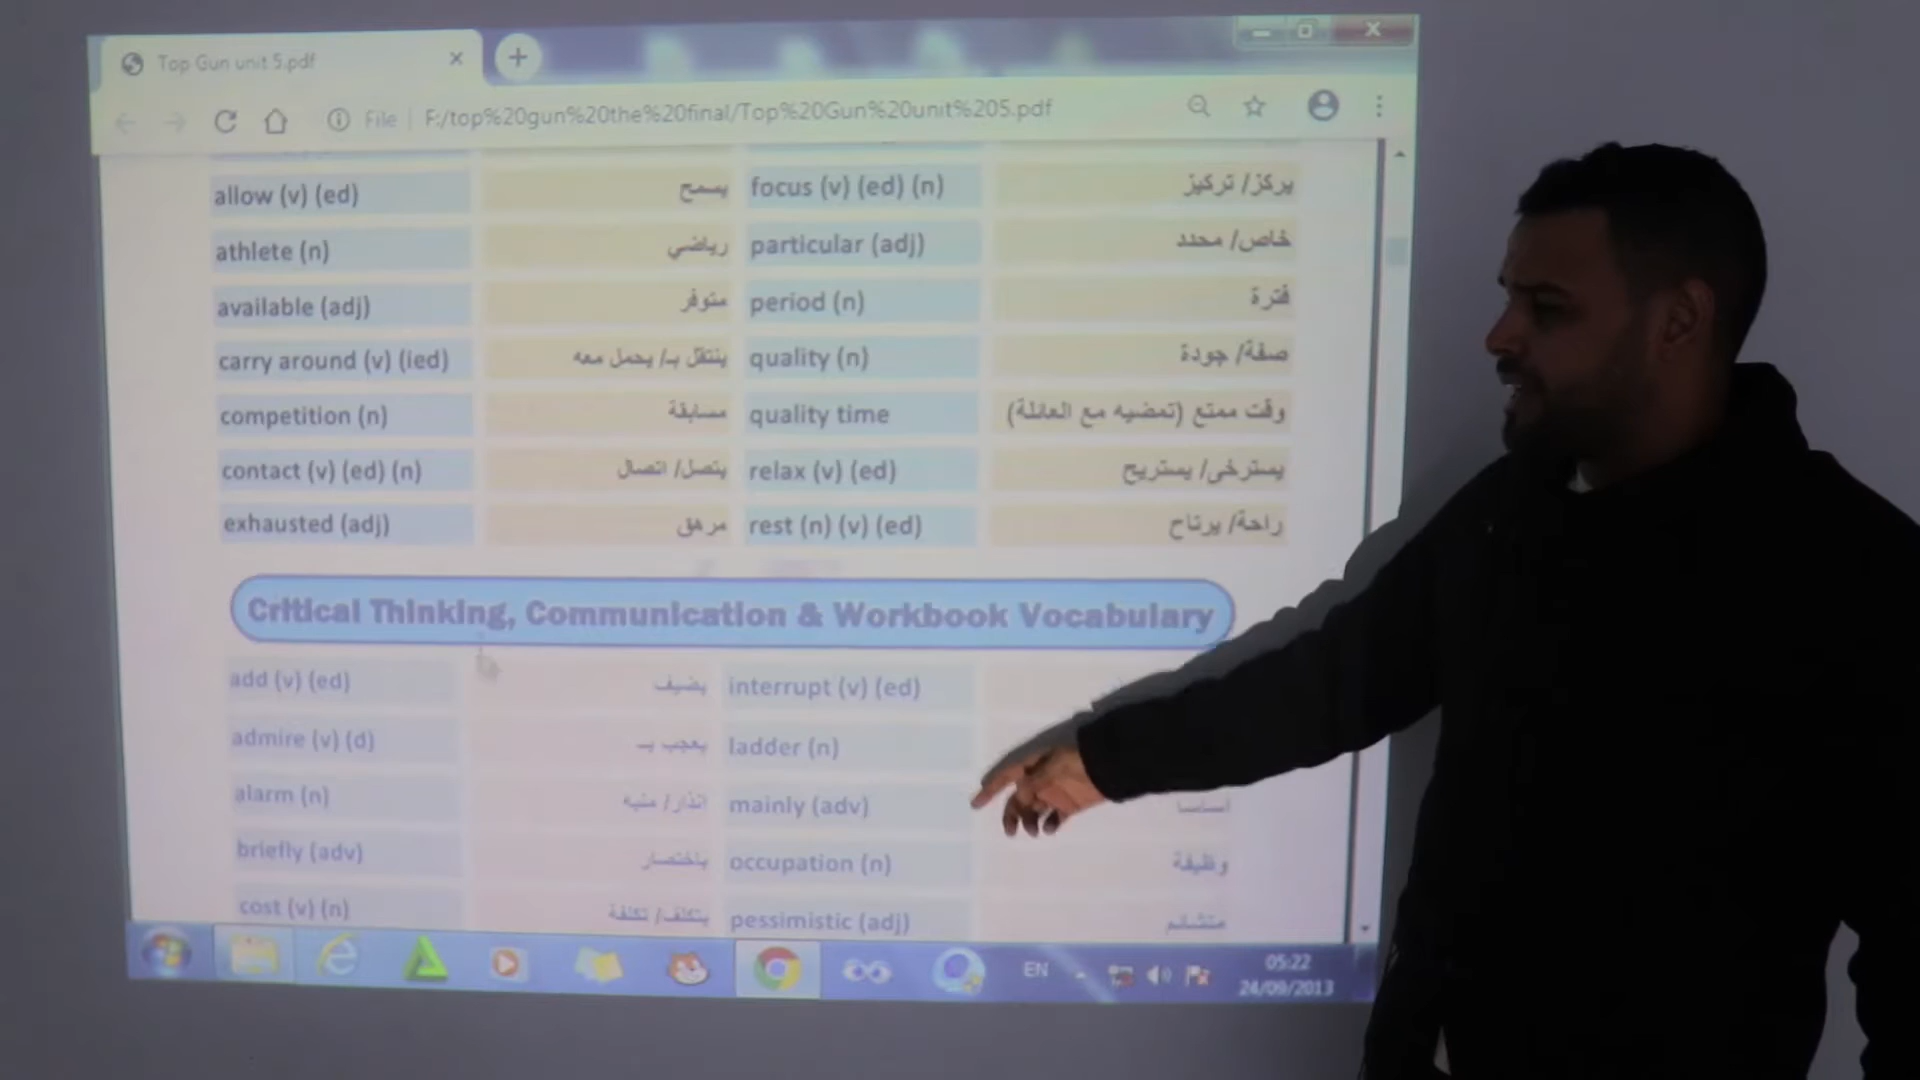 Top Gun unit 5.pdf
File | F:/top%20gun%20the%20final/Top%20Gun%20unit%205.pdf
allow (v) (ed) يسمح focus (v) (ed) (n) يركز/ تركيز
athlete (n) رياضي particular (adj) خاص/ محدد
available (adj) متوفر period (n) فترة
carry around (v) (ied) ينتقل بـ/ يحمل معه quality (n) صفة/ جودة
competition (n) مسابقة quality time وقت ممتع (تمضيه مع العائلة)
contact (v) (ed) (n) يتصل/ اتصال relax (v) (ed) يسترخى/ يستريح
exhausted (adj) مرهق rest (n) (v) (ed) راحة/ يرتاح
Critical Thinking, Communication & Workbook Vocabulary
add (v) (ed) يضيف interrupt (v) (ed)
admire (v) (d) يعجب بـ ladder (n)
alarm (n) انذار/ منبه mainly (adv) أساسا
briefly (adv) باختصار occupation (n) وظيفة
cost (v) (n) يتكلف/ تكلفة pessimistic (adj) متشائم
EN 05:22
24/09/2013